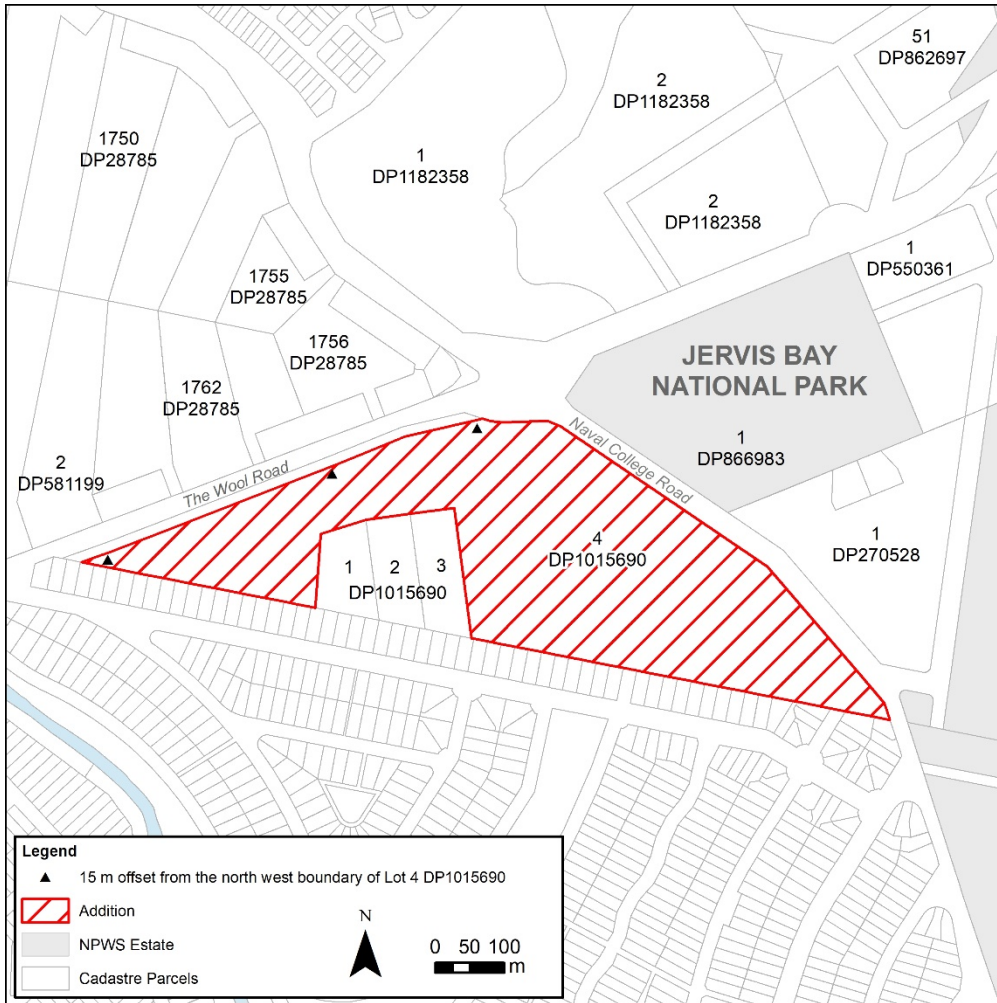 51
DP862697
2
DP1182358
1750
DP28785
1
DP1182358
2
DP1182358
1
DP550361
1755
DP28785
1756
DP28785
JERVIS BAY
NATIONAL PARK
1762
DP28785
Naval College Road
1
DP866983
2
DP581199
The Wool Road
4
DP1015690
1
DP270528
1 2 3
DP1015690
Legend
15 m offset from the north west boundary of Lot 4 DP1015690
Addition
NPWS Estate
Cadastre Parcels
N
0 50 100
m